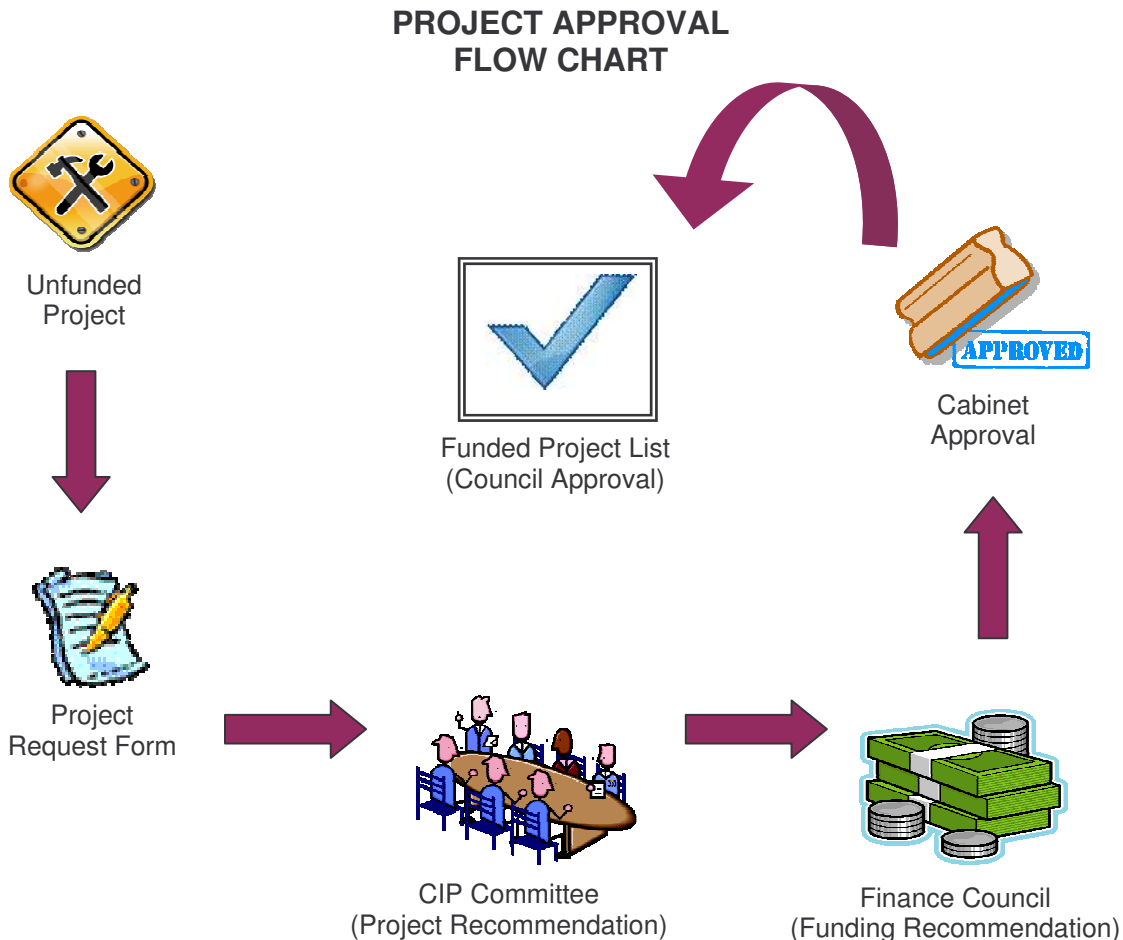 PROJECT APPROVAL
FLOW CHART
Unfunded
Project
Project
Request Form
CIP Committee
(Project Recommendation)
Finance Council
(Funding Recommendation)
APPROVED
Cabinet
Approval
Funded Project List
(Council Approval)